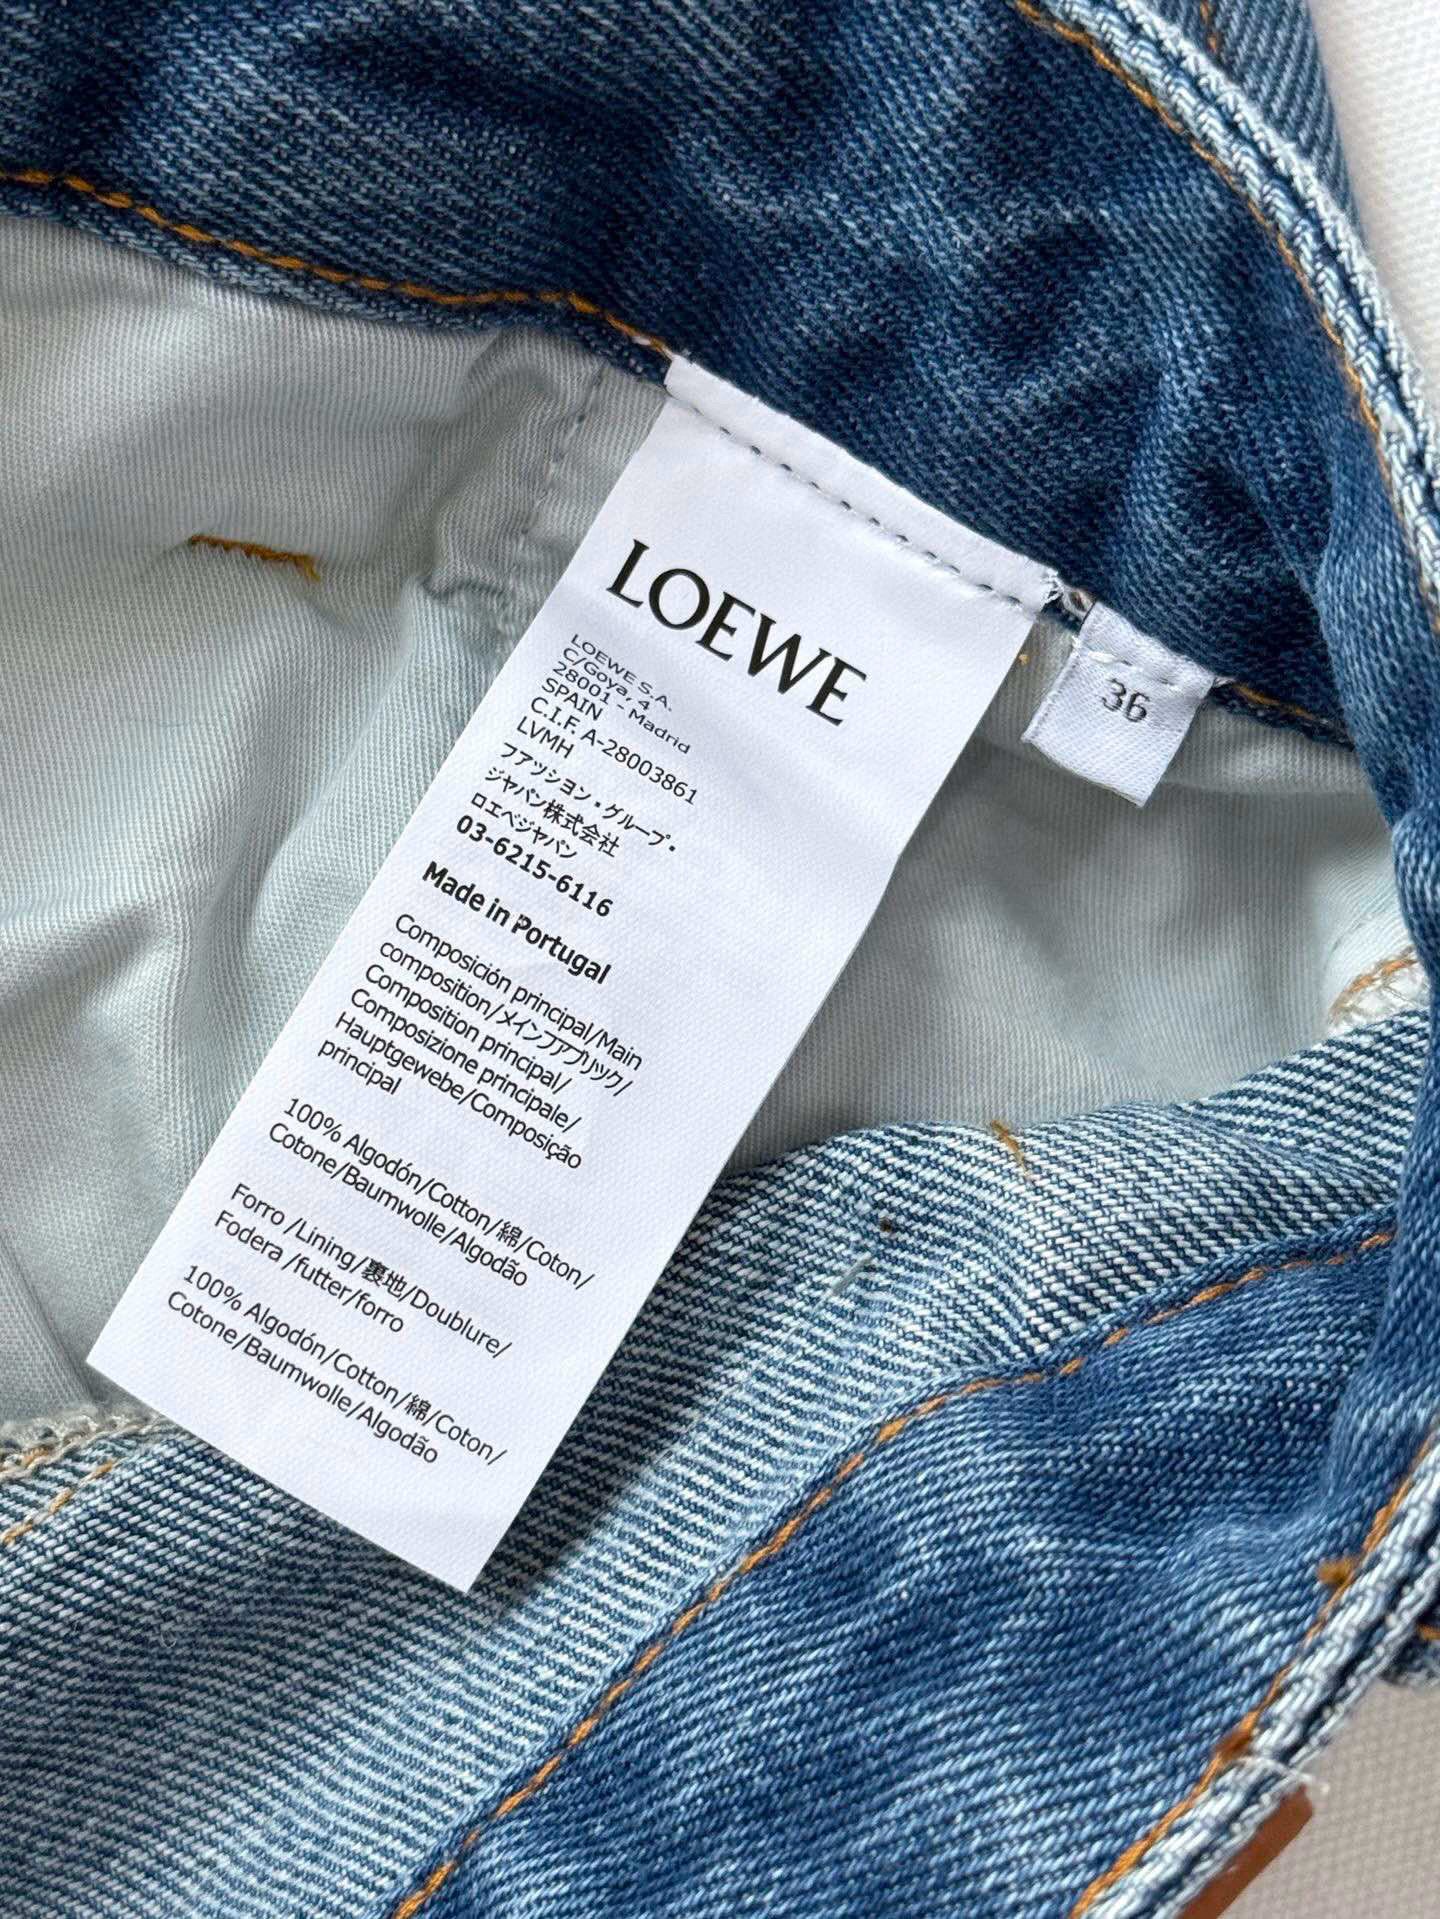 LOEWE
LOEWE S.A.
C/Goya, 4
28001 - Madrid
SPAIN
C.I.F. A-28003861
LVMH
ファッション・グループ・
ジャパン株式会社
ロエベジャパン
03-6215-6116
Made in Portugal
Composición principal/Main
composition/メインファブリック/
Composition principal/
Composizione principale/
Hauptgewebe/Composição
principal
100% Algodón/Cotton/綿/Coton/
Cotone/Baumwolle/Algodão
Forro /Lining/裏地/Doublure/
Fodera /futter/forro
100% Algodón/Cotton/綿/Coton/
Cotone/Baumwolle/Algodão
36